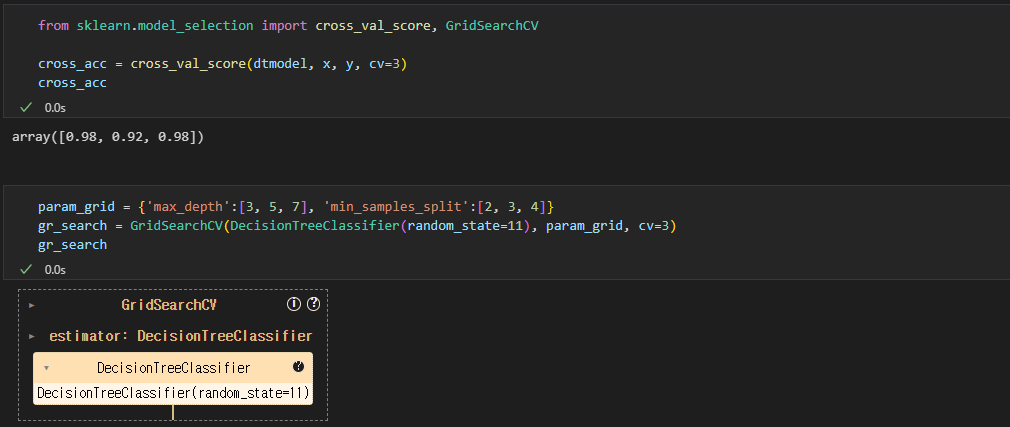 from sklearn.model_selection import cross_val_score, GridSearchCV
cross_acc = cross_val_score(dtmodel, x, y, cv=3)
cross_acc
✓ 0.0s
array([0.98, 0.92, 0.98])
param_grid = {'max_depth':[3, 5, 7], 'min_samples_split':[2, 3, 4]}
gr_search = GridSearchCV(DecisionTreeClassifier(random_state=11), param_grid, cv=3)
gr_search
✓ 0.0s
▸ GridSearchCV i ?
▸ estimator: DecisionTreeClassifier
▾ DecisionTreeClassifier ?
DecisionTreeClassifier(random_state=11)